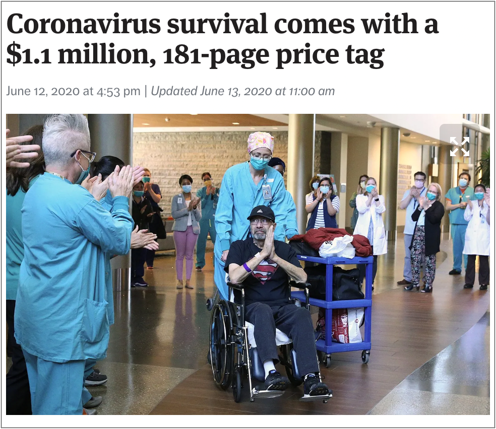 Coronavirus survival comes with a
$1.1 million, 181-page price tag
June 12, 2020 at 4:53 pm | Updated June 13, 2020 at 11:00 am